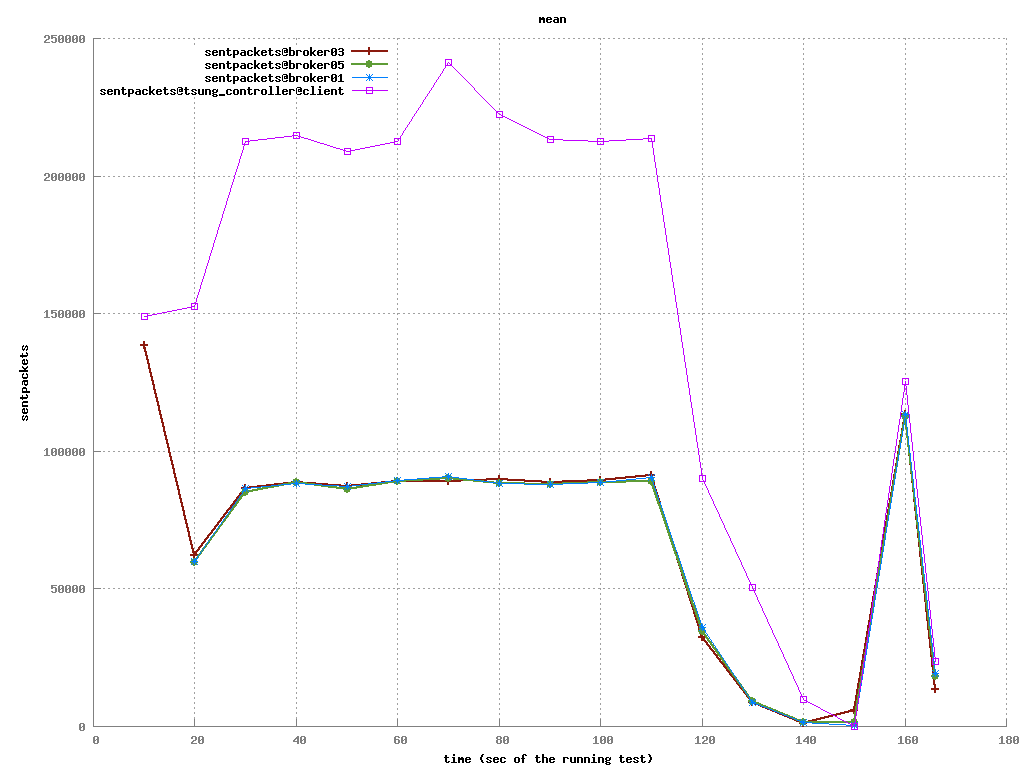 mean
250000
200000
150000
100000
50000
0
sentpackets@broker03
sentpackets@broker05
sentpackets@broker01
sentpackets@tsung_controller@client
sentpackets
0 20 40 60 80 100 120 140 160 180
time (sec of the running test)